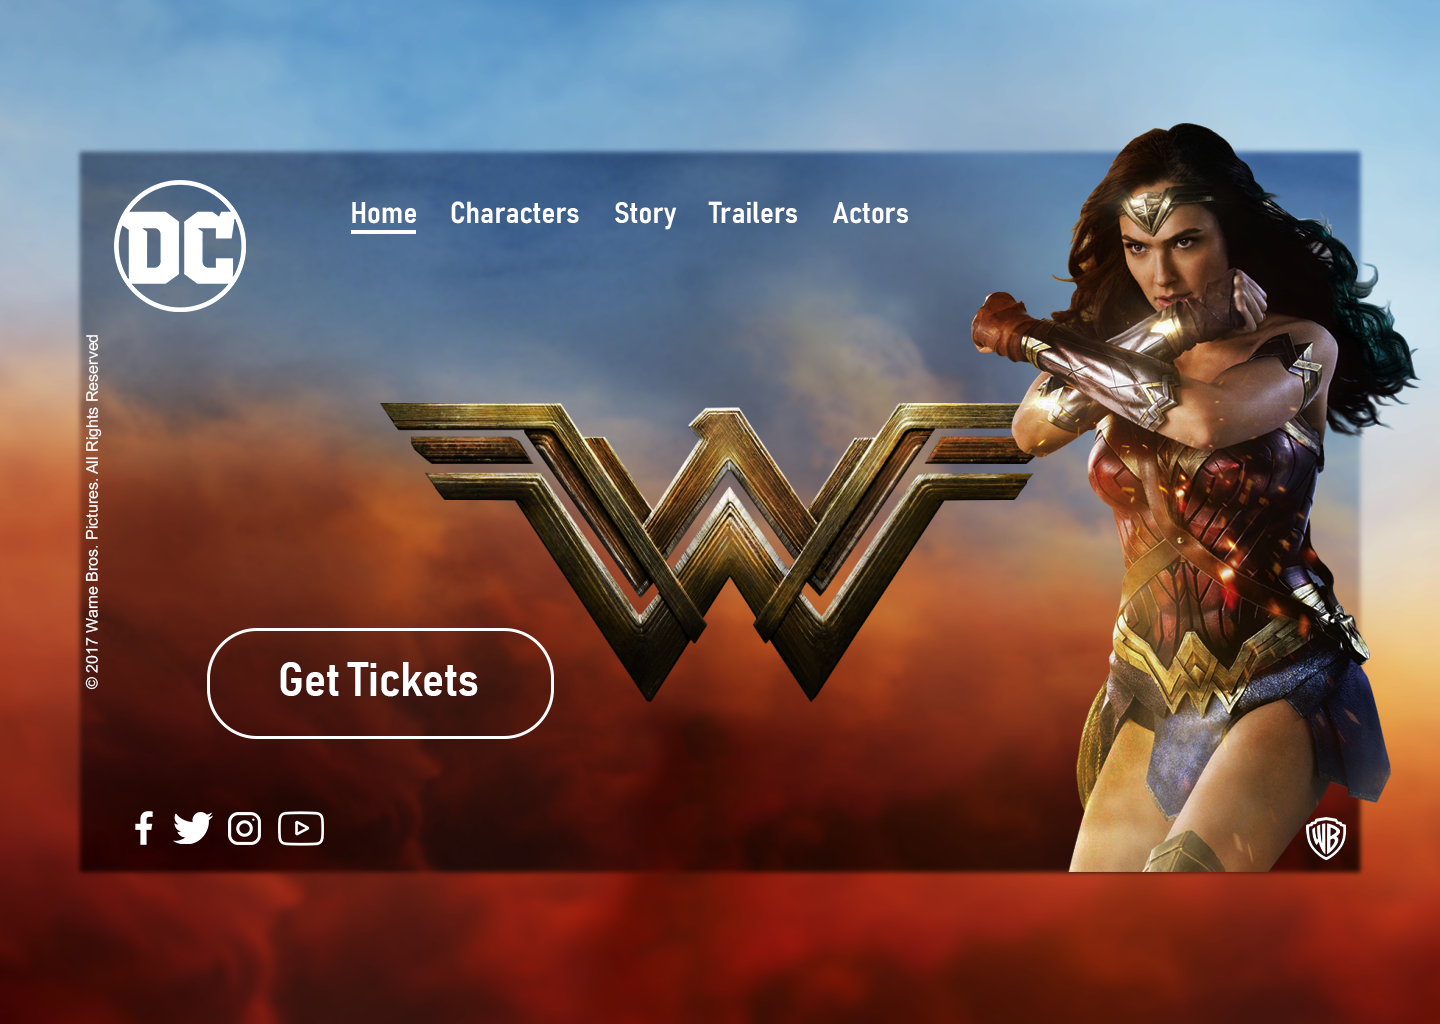 DC
Home Characters Story Trailers Actors
© 2017 Warne Bros. Pictures. All Rights Reserved
Get Tickets
WB